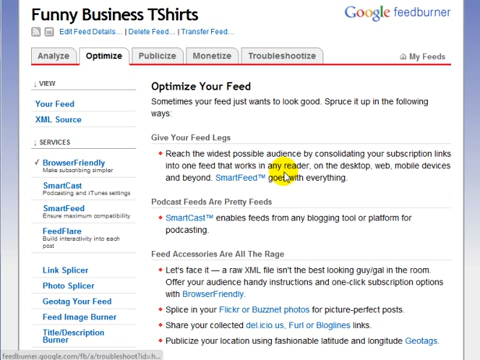 Funny Business TShirts
Google feedburner
Edit Feed Details... Delete Feed... Transfer Feed...
Analyze Optimize Publicize Monetize Troubleshootize My Feeds
↓ VIEW
Your Feed
XML Source
↓ SERVICES
✓ BrowserFriendly
Make subscribing simpler
SmartCast
Podcasting and iTunes settings
SmartFeed
Ensure maximum compatibility
FeedFlare
Build interactivity into each
post
Link Splicer
Photo Splicer
Geotag Your Feed
Feed Image Burner
Title/Description
Burner
Optimize Your Feed
Sometimes your feed just wants to look good. Spruce it up in the following
ways:
Give Your Feed Legs
Reach the widest possible audience by consolidating your subscription links
into one feed that works in any reader, on the desktop, web, mobile devices
and beyond. SmartFeed™ goes with everything.
Podcast Feeds Are Pretty Feeds
SmartCast™ enables feeds from any blogging tool or platform for
podcasting.
Feed Accessories Are All The Rage
Let's face it — a raw XML file isn't the best looking guy/gal in the room.
Offer your audience handy instructions and one-click subscription options
with BrowserFriendly.
Splice in your Flickr or Buzznet photos for picture-perfect posts.
Share your collected del.icio.us, Furl or Bloglines links.
Publicize your location using fashionable latitude and longitude Geotags.
feedburner.google.com/fb/a/troubleshoot?id=h...